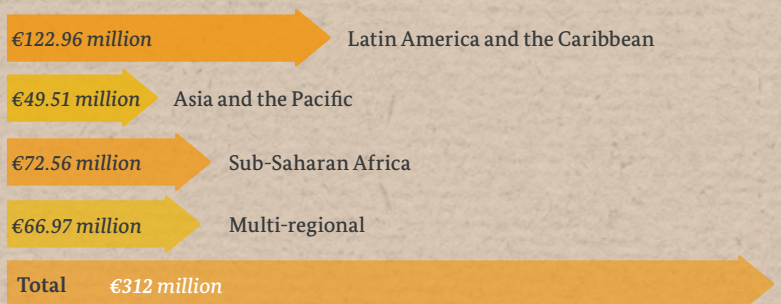 €122.96 million Latin America and the Caribbean
€49.51 million Asia and the Pacific
€72.56 million Sub-Saharan Africa
€66.97 million Multi-regional
Total €312 million